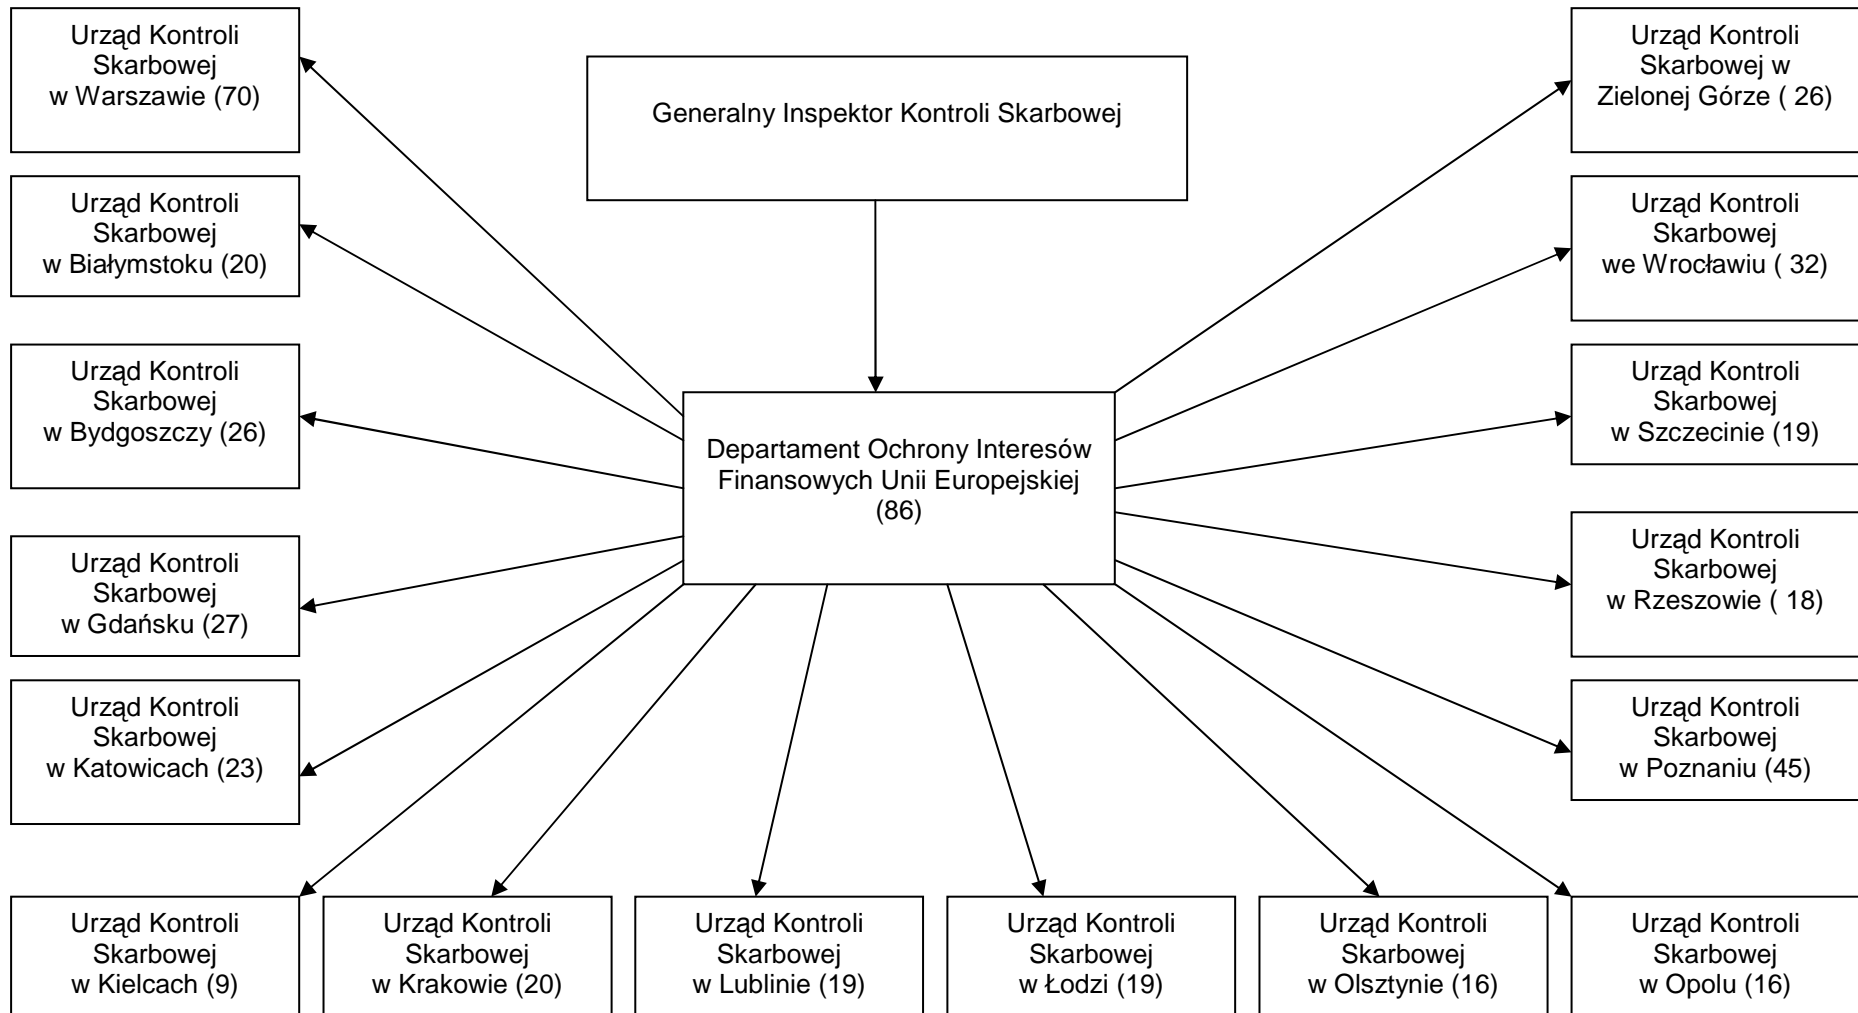 Urząd Kontroli
Skarbowej
w Warszawie (70)
Generalny Inspektor Kontroli Skarbowej
Urząd Kontroli
Skarbowej w
Zielonej Górze ( 26)
Urząd Kontroli
Skarbowej
w Białymstoku (20)
Urząd Kontroli
Skarbowej
we Wrocławiu ( 32)
Urząd Kontroli
Skarbowej
w Bydgoszczy (26)
Departament Ochrony Interesów
Finansowych Unii Europejskiej
(86)
Urząd Kontroli
Skarbowej
w Szczecinie (19)
Urząd Kontroli
Skarbowej
w Gdańsku (27)
Urząd Kontroli
Skarbowej
w Rzeszowie ( 18)
Urząd Kontroli
Skarbowej
w Katowicach (23)
Urząd Kontroli
Skarbowej
w Poznaniu (45)
Urząd Kontroli
Skarbowej
w Kielcach (9)
Urząd Kontroli
Skarbowej
w Krakowie (20)
Urząd Kontroli
Skarbowej
w Lublinie (19)
Urząd Kontroli
Skarbowej
w Łodzi (19)
Urząd Kontroli
Skarbowej
w Olsztynie (16)
Urząd Kontroli
Skarbowej
w Opolu (16)